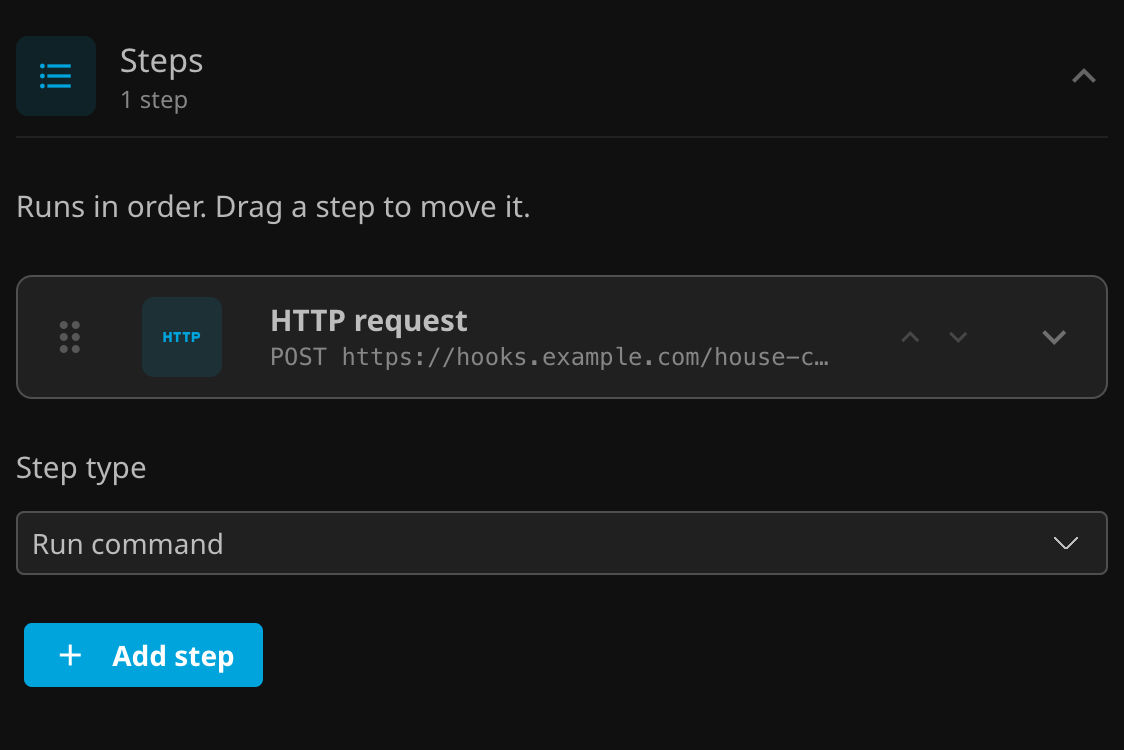 Steps
1 step
Runs in order. Drag a step to move it.
HTTP
HTTP request
POST https://hooks.example.com/house-c…
Step type
Run command
+ Add step